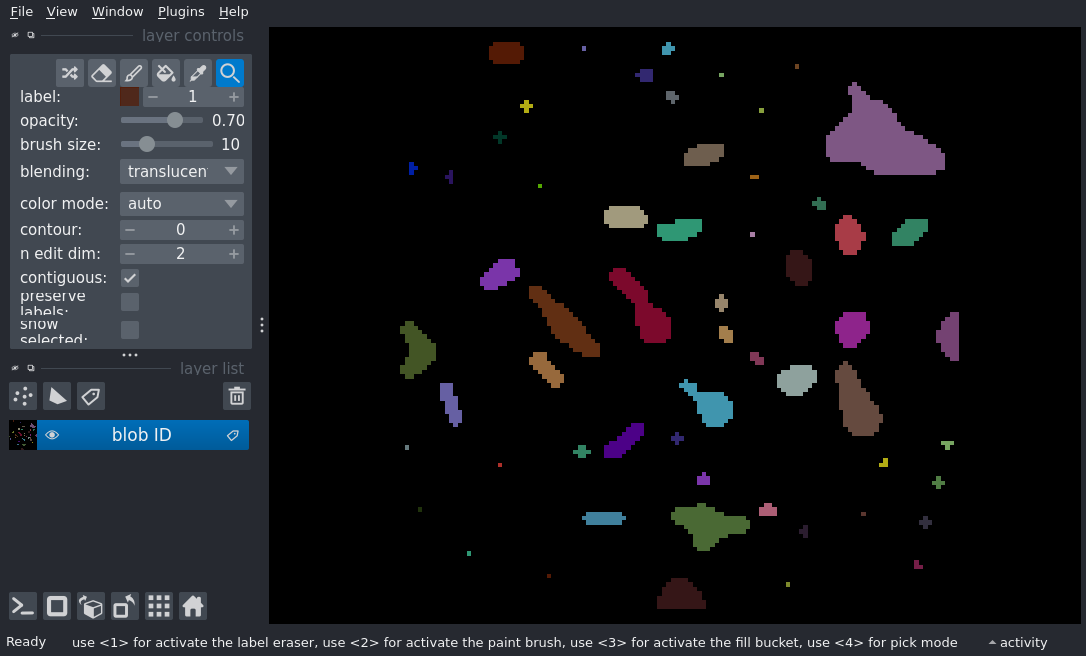 File View Window Plugins Help
layer controls
label: 1
opacity: 0.70
brush size: 10
blending: translucen
color mode: auto
contour: 0
n edit dim: 2
contiguous:
preserve
labels:
show
selected:
layer list
blob ID
Ready use <1> for activate the label eraser, use <2> for activate the paint brush, use <3> for activate the fill bucket, use <4> for pick mode activity